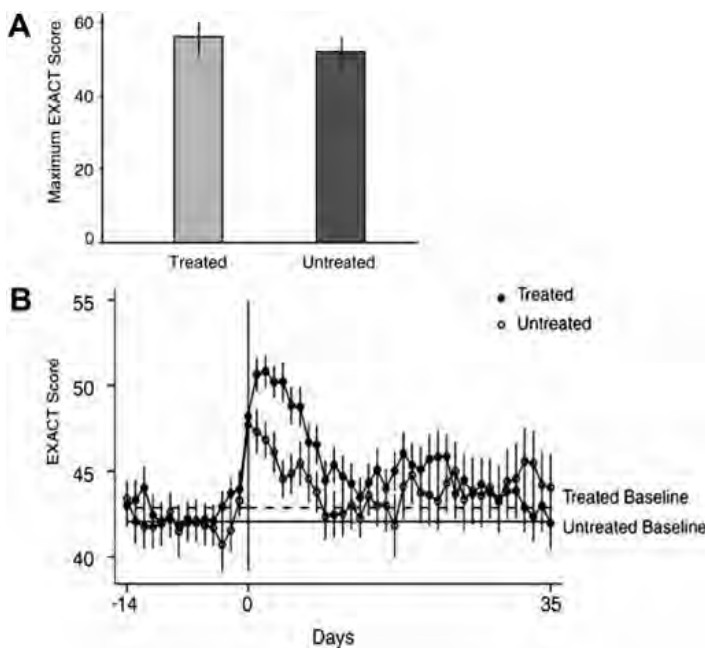 A
Maximum EXACT Score
60
40
20
0
Treated
Untreated
B
EXACT Score
55
50
45
40
Treated
Untreated
Treated Baseline
Untreated Baseline
-14
0
35
Days